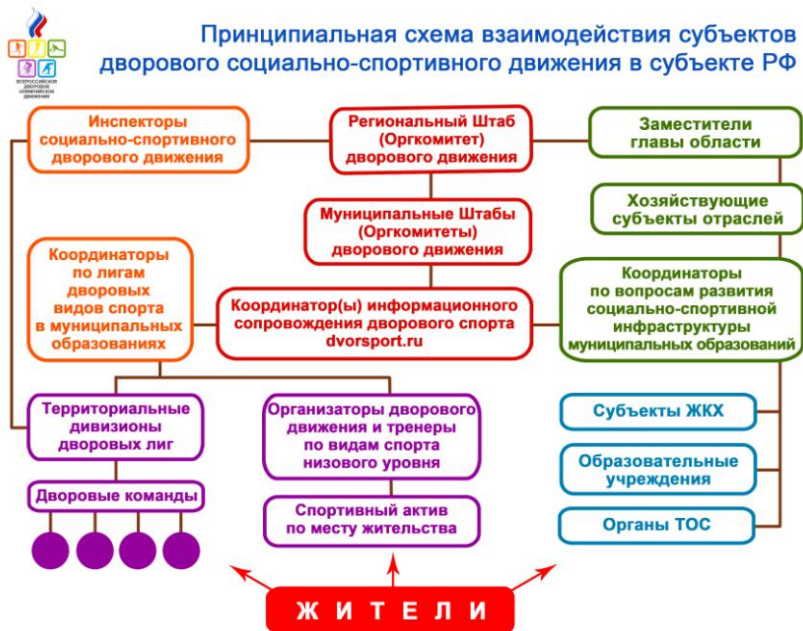 Принципиальная схема взаимодействия субъектов
дворового социально-спортивного движения в субъекте РФ
ВСЕРОССИЙСКОЕ
ДВОРОВОЕ
ОЛИМПИЙСКОЕ
ДВИЖЕНИЕ
Инспекторы
социально-спортивного
дворового движения
Региональный Штаб
(Оргкомитет)
дворового движения
Заместители
главы области
Хозяйствующие
субъекты отраслей
Муниципальные Штабы
(Оргкомитеты)
дворового движения
Координаторы
по лигам
дворовых
видов спорта
в муниципальных
образованиях
Координатор(ы) информационного
сопровождения дворового спорта
dvorsport.ru
Координаторы
по вопросам развития
социально-спортивной
инфраструктуры
муниципальных образований
Территориальные
дивизионы
дворовых лиг
Организаторы дворового
движения и тренеры
по видам спорта
низового уровня
Субъекты ЖКХ
Образовательные
учреждения
Дворовые команды
Спортивный актив
по месту жительства
Органы ТОС
ЖИТЕЛИ